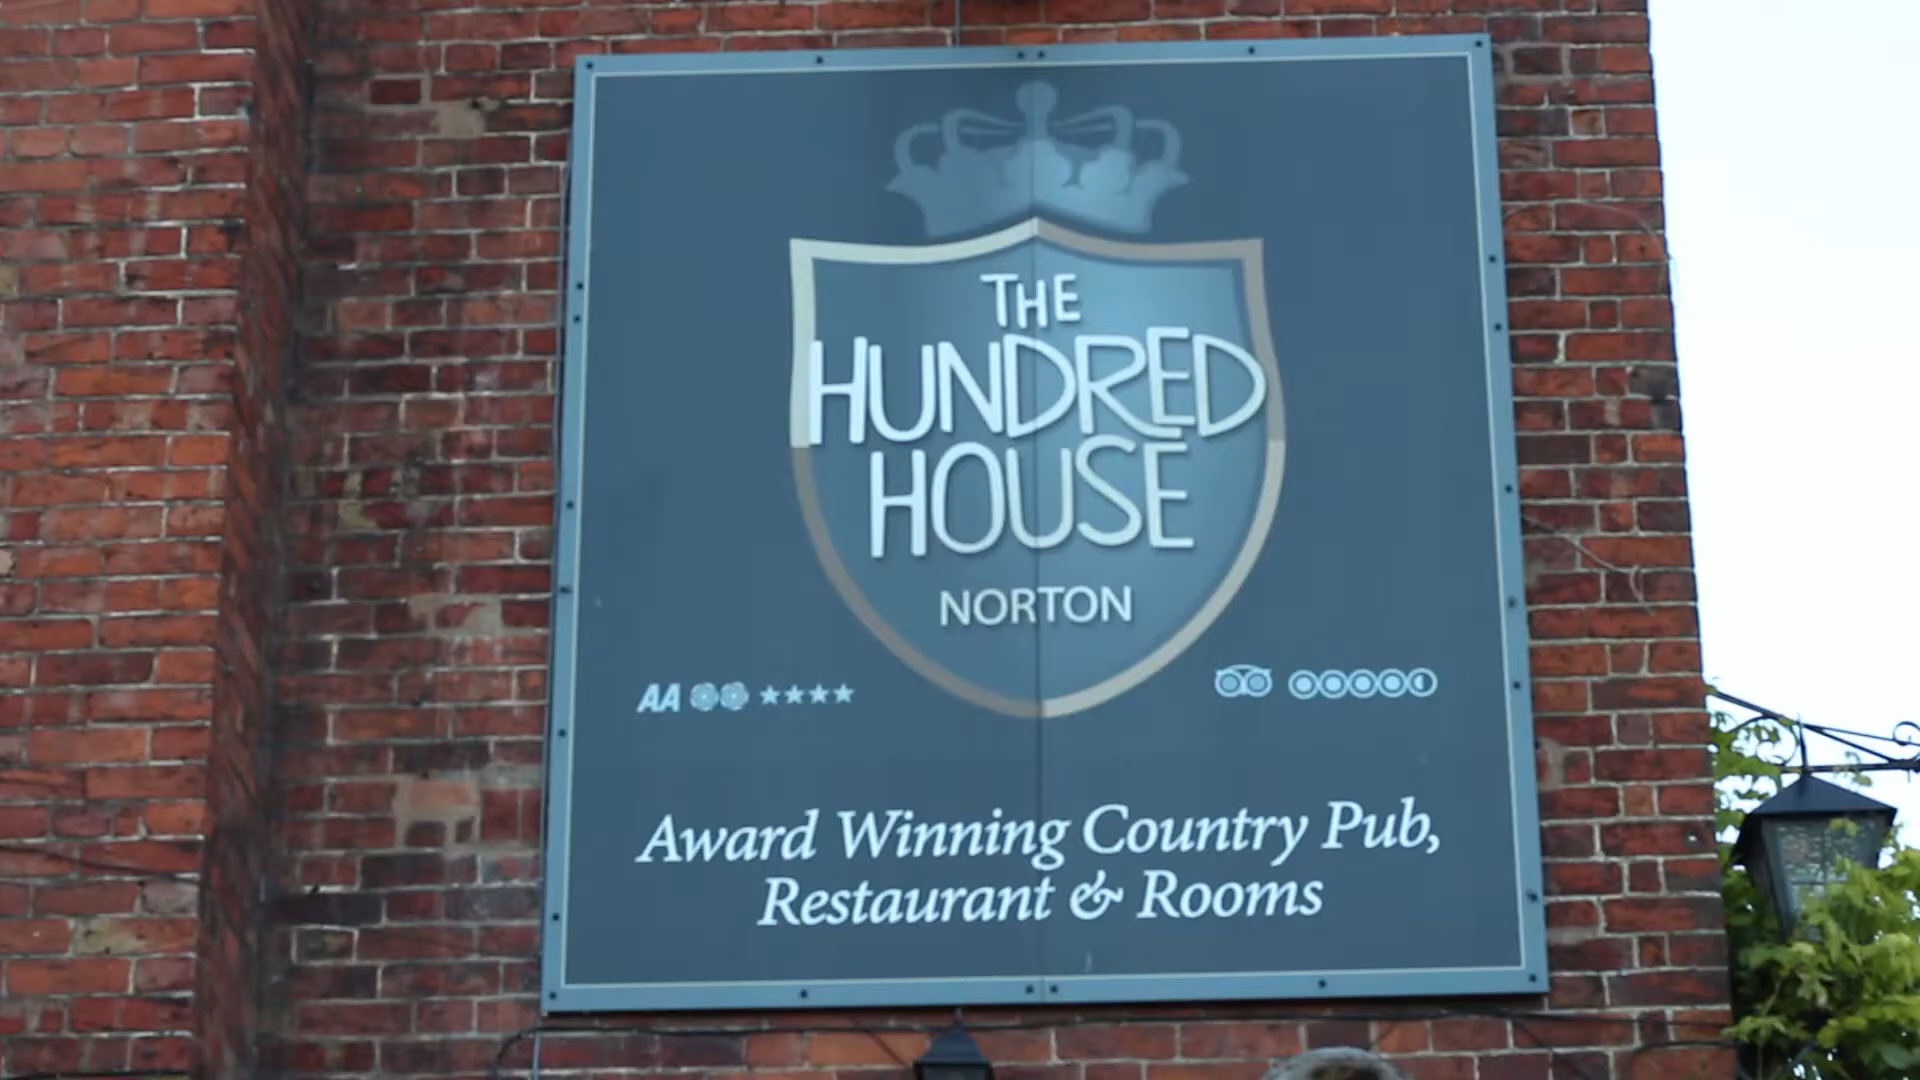 THE
HUNDRED
HOUSE
NORTON
AA
Award Winning Country Pub,
Restaurant & Rooms